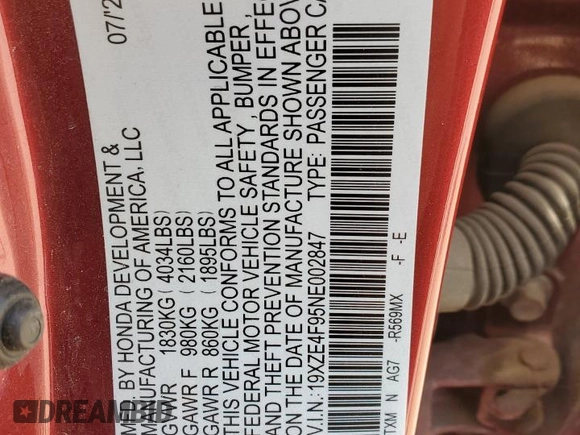 BY HONDA DEVELOPMENT & 07/'2
MANUFACTURING OF AMERICA, LLC
GVWR 1830KG ( 4034LBS)
GAWR F 980KG ( 2160LBS)
GAWR R 860KG ( 1895LBS)
THIS VEHICLE CONFORMS TO ALL APPLICABLE
FEDERAL MOTOR VEHICLE SAFETY, BUMPER,
AND THEFT PREVENTION STANDARDS IN EFFEC
ON THE DATE OF MANUFACTURE SHOWN ABOV
V.I.N.: 19XZE4F95NE002847 TYPE: PASSENGER CA
TXM N AG7 -R569MX -F -E
DREAMBID